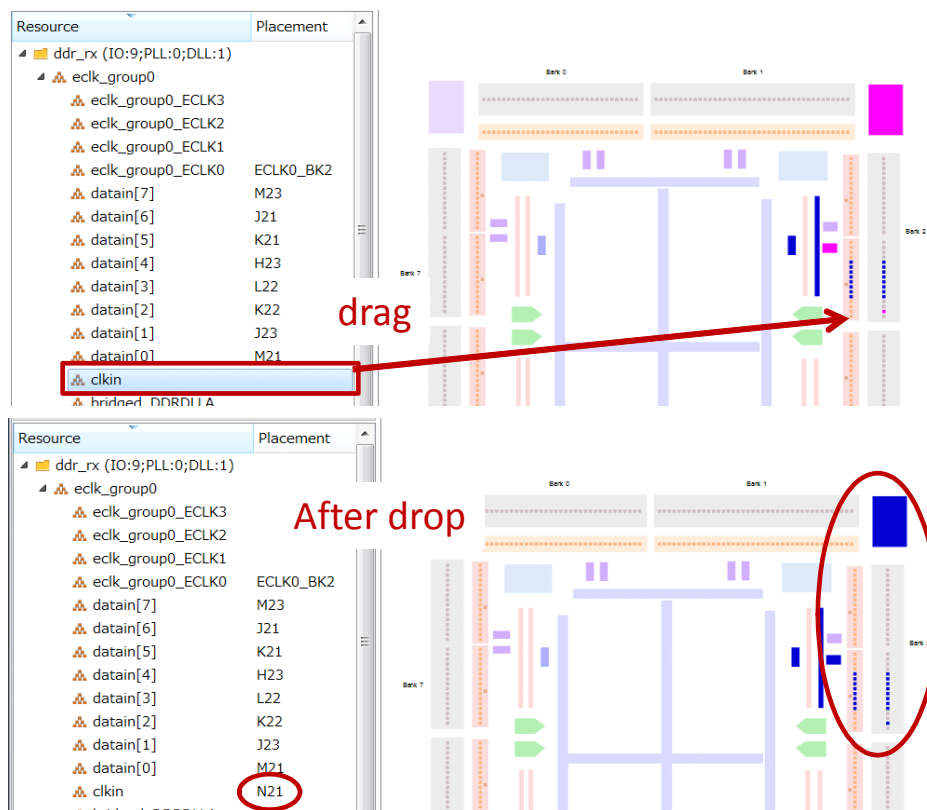 Resource Placement
ddr_rx (IO:9;PLL:0;DLL:1)
eclk_group0
eclk_group0_ECLK3
eclk_group0_ECLK2
eclk_group0_ECLK1
eclk_group0_ECLK0 ECLK0_BK2
datain[7] M23
datain[6] J21
datain[5] K21
datain[4] H23
datain[3] L22
datain[2] K22
datain[1] J23
datain[0] M21
clkin
bridged_DDRDLLA
Bank 0 Bank 1
Bank 2
Bank 7
drag
Resource Placement
ddr_rx (IO:9;PLL:0;DLL:1)
eclk_group0
eclk_group0_ECLK3
eclk_group0_ECLK2
eclk_group0_ECLK1
eclk_group0_ECLK0 ECLK0_BK2
datain[7] M23
datain[6] J21
datain[5] K21
datain[4] H23
datain[3] L22
datain[2] K22
datain[1] J23
datain[0] M21
clkin N21
After drop
Bank 0 Bank 1
Bank
Bank 7